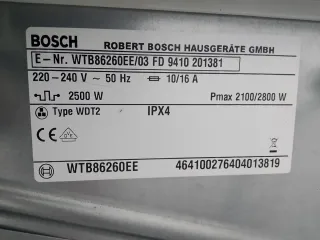 BOSCH ROBERT BOSCH HAUSGERÄTE GMBH
E-Nr. WTB86260EE/03 FD 9410 201381
220-240 V ~ 50 Hz 10/16 A
2500 W Pmax 2100/2800 W
Type WDT2 IPX4
CE
WTB86260EE 464100276404013819